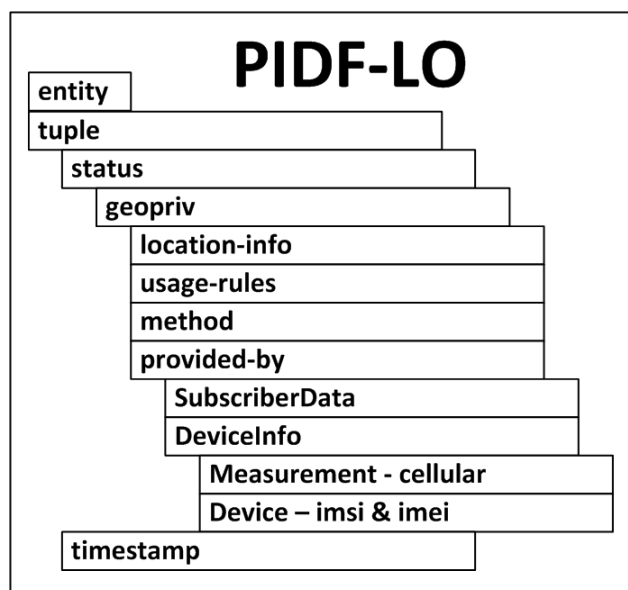 PIDF-LO
entity
tuple
status
geopriv
location-info
usage-rules
method
provided-by
SubscriberData
DeviceInfo
Measurement - cellular
Device – imsi & imei
timestamp